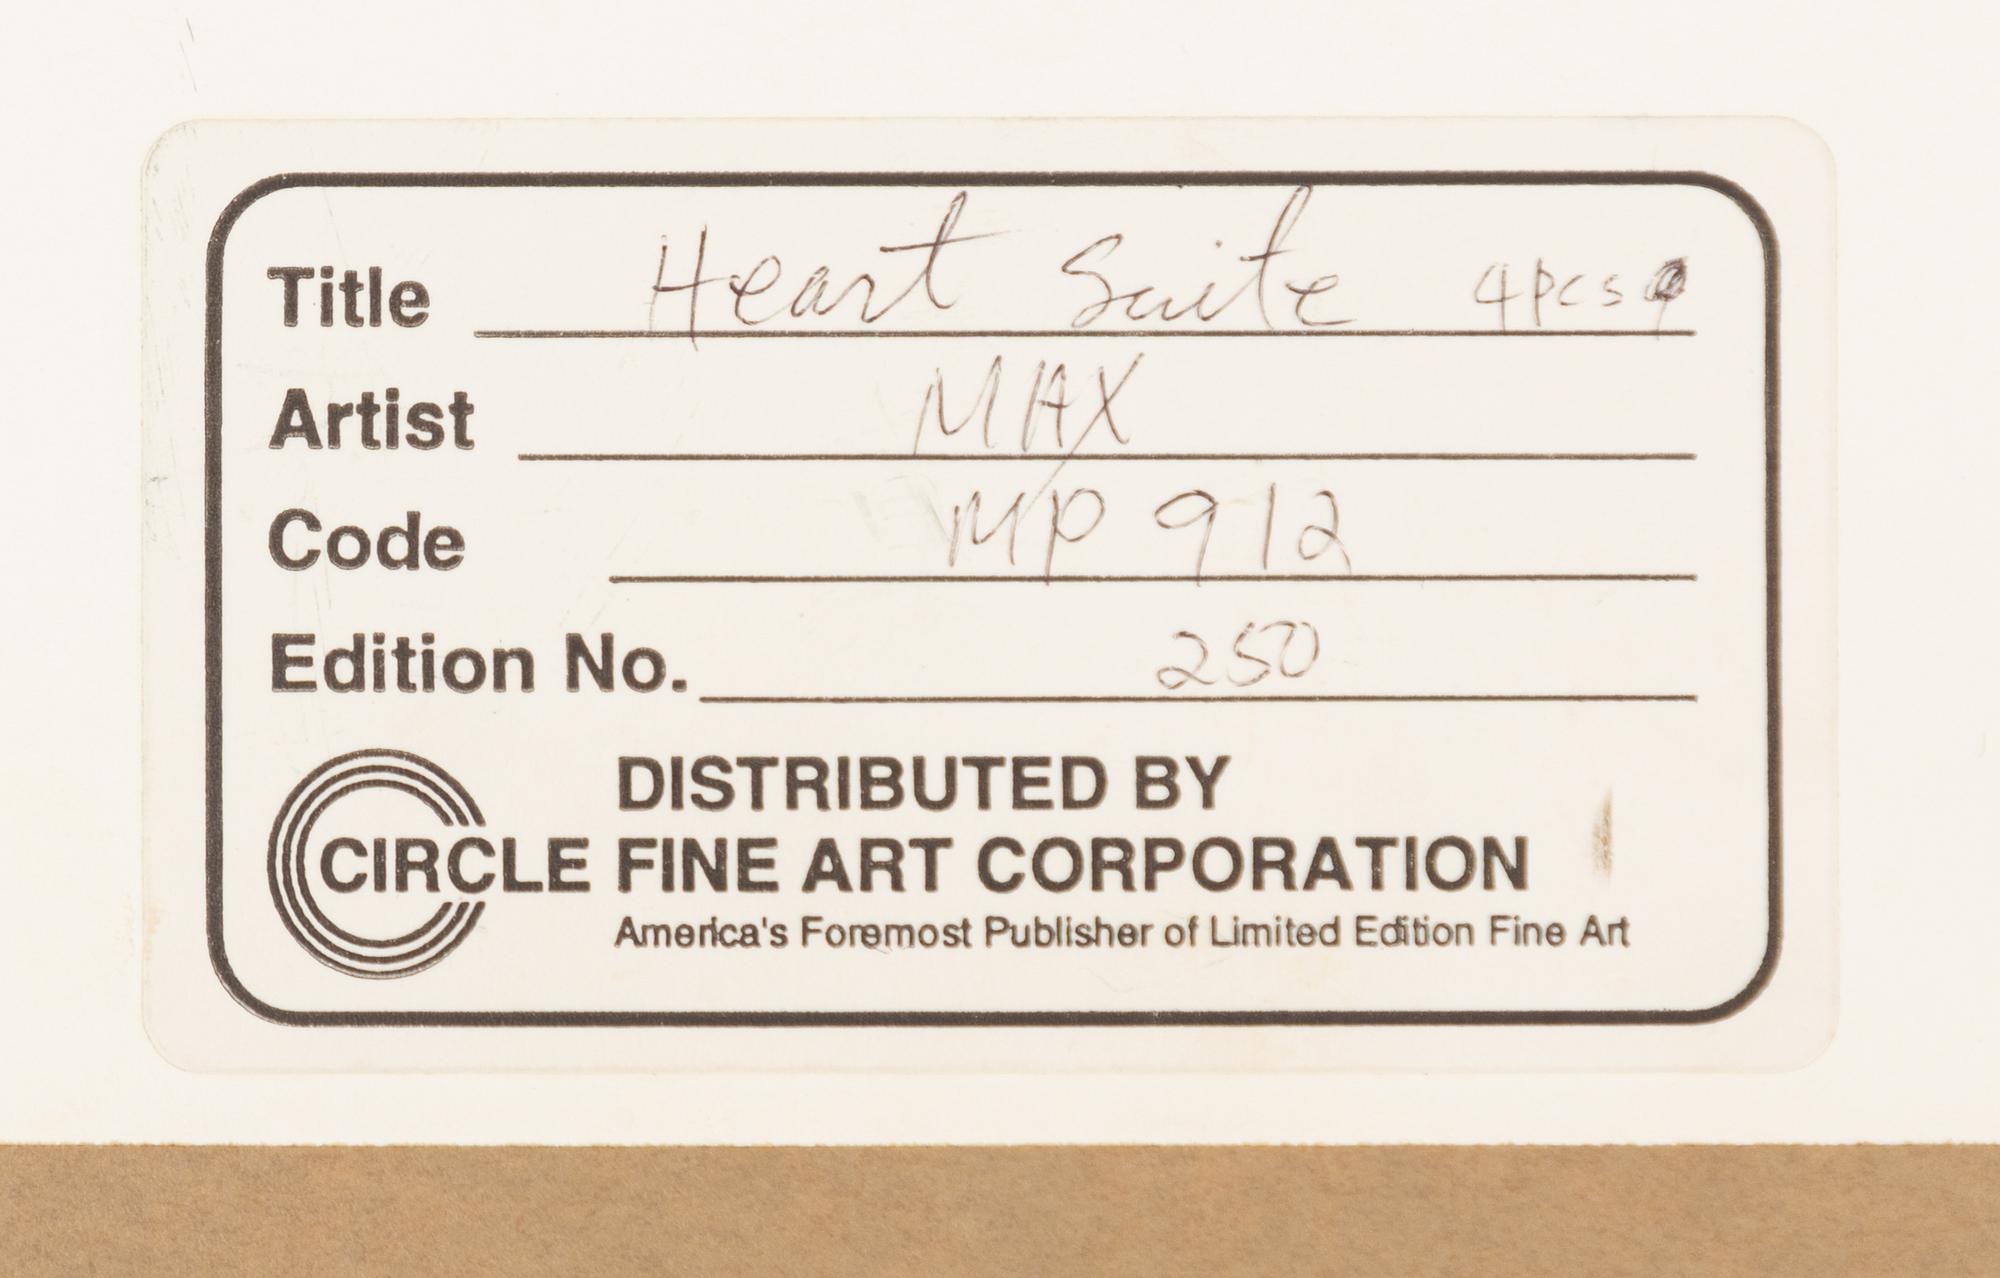 Title Heart Suite 4pcs
Artist MAX
Code MP 912
Edition No. 250
DISTRIBUTED BY
CIRCLE FINE ART CORPORATION
America's Foremost Publisher of Limited Edition Fine Art